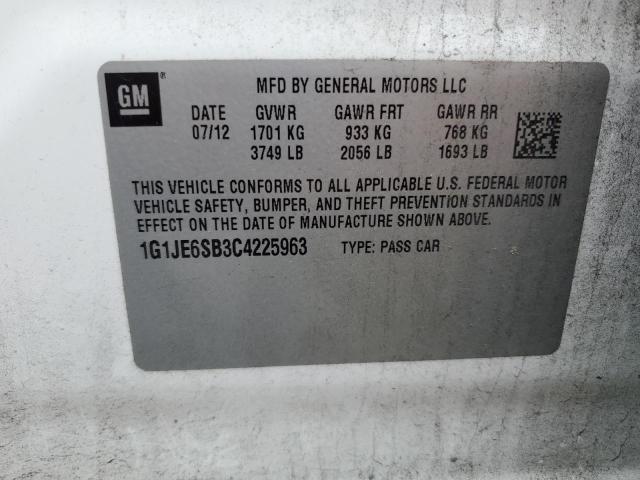 GM ®
MFD BY GENERAL MOTORS LLC
DATE GVWR GAWR FRT GAWR RR
07/12 1701 KG 933 KG 768 KG
3749 LB 2056 LB 1693 LB
THIS VEHICLE CONFORMS TO ALL APPLICABLE U.S. FEDERAL MOTOR
VEHICLE SAFETY, BUMPER, AND THEFT PREVENTION STANDARDS IN
EFFECT ON THE DATE OF MANUFACTURE SHOWN ABOVE.
1G1JE6SB3C4225963 TYPE: PASS CAR